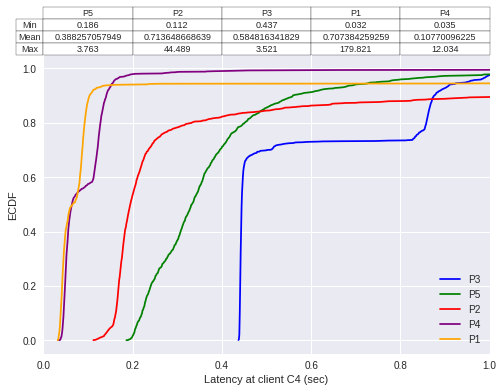 P5 P2 P3 P1 P4
Min 0.186 0.112 0.437 0.032 0.035
Mean 0.388257057949 0.713648668639 0.584816341829 0.707384259259 0.10770096225
Max 3.763 44.489 3.521 179.821 12.034
1.0
0.8
0.6
0.4
0.2
0.0
ECDF
P3
P5
P2
P4
P1
0.0 0.2 0.4 0.6 0.8 1.0
Latency at client C4 (sec)